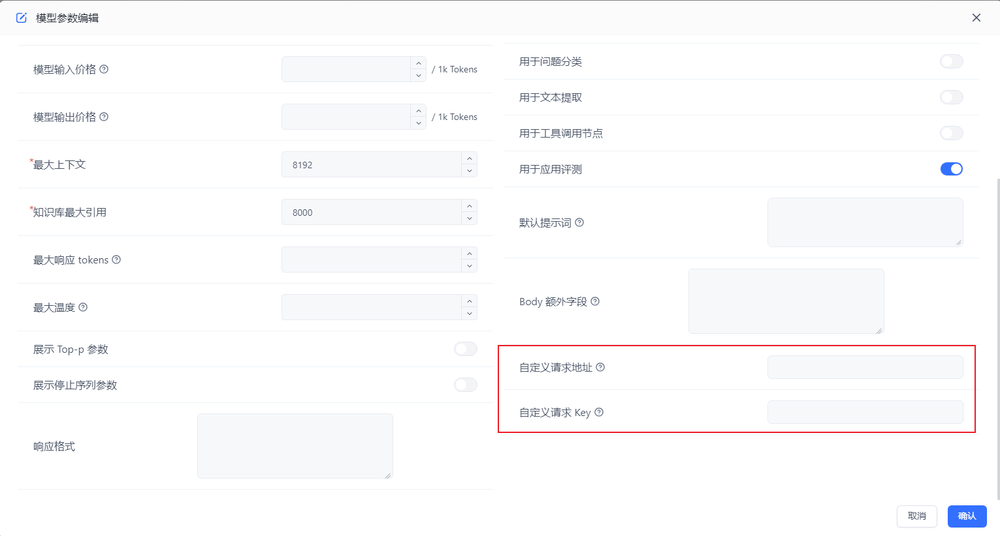 模型参数编辑
模型输入价格
/ 1k Tokens
模型输出价格
/ 1k Tokens
*最大上下文
8192
*知识库最大引用
8000
最大响应 tokens
最大温度
展示 Top-p 参数
展示停止序列参数
响应格式
用于问题分类
用于文本提取
用于工具调用节点
用于应用评测
默认提示词
Body 额外字段
自定义请求地址
自定义请求 Key
取消
确认